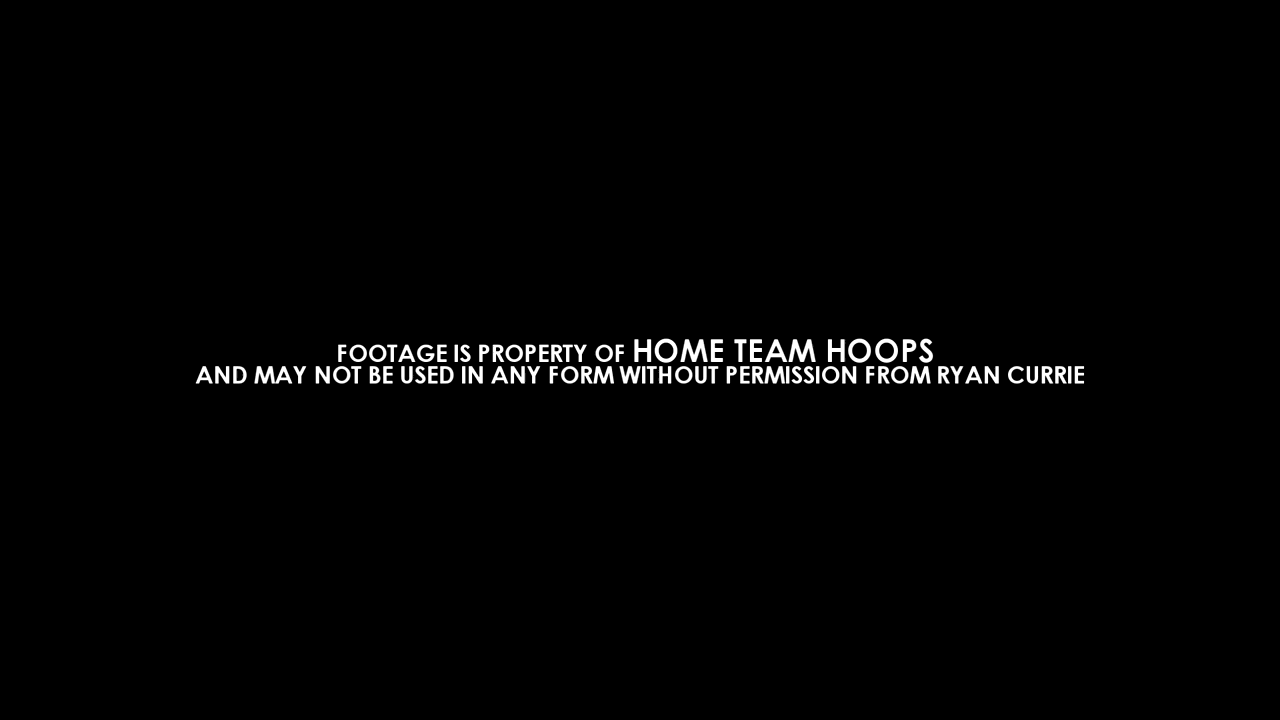 FOOTAGE IS PROPERTY OF HOME TEAM HOOPS
AND MAY NOT BE USED IN ANY FORM WITHOUT PERMISSION FROM RYAN CURRIE